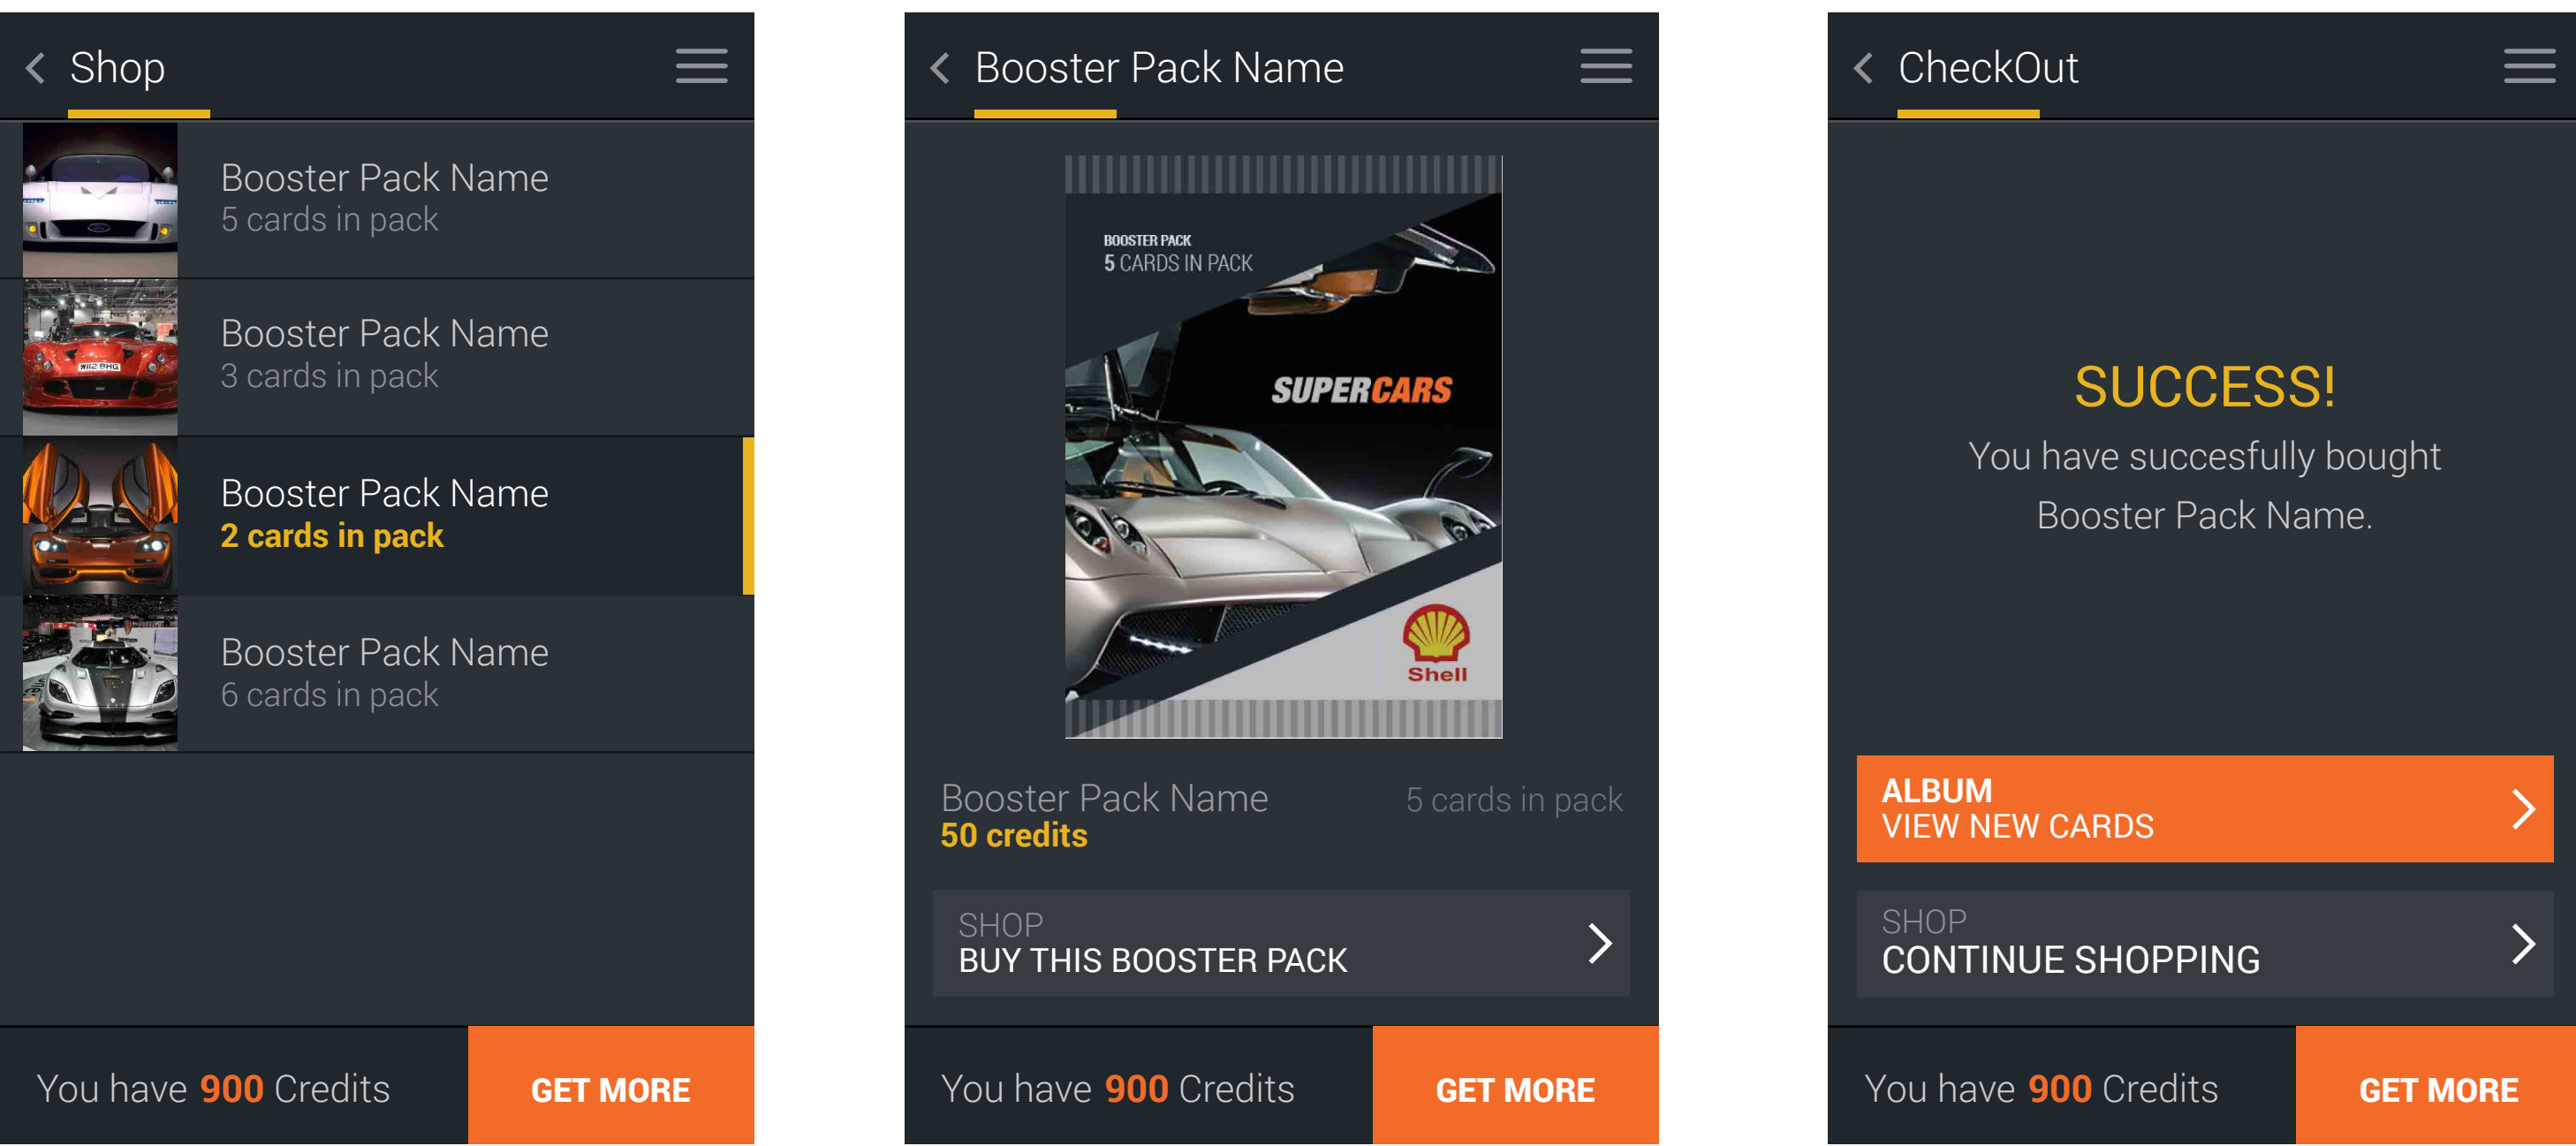 Shop
Booster Pack Name
5 cards in pack
Booster Pack Name
3 cards in pack
WII2 BHG
Booster Pack Name
2 cards in pack
Booster Pack Name
6 cards in pack
You have 900 Credits
GET MORE
Booster Pack Name
BOOSTER PACK
5 CARDS IN PACK
SUPERCARS
Shell
Booster Pack Name
5 cards in pack
50 credits
SHOP
BUY THIS BOOSTER PACK
You have 900 Credits
GET MORE
CheckOut
SUCCESS!
You have succesfully bought
Booster Pack Name.
ALBUM
VIEW NEW CARDS
SHOP
CONTINUE SHOPPING
You have 900 Credits
GET MORE